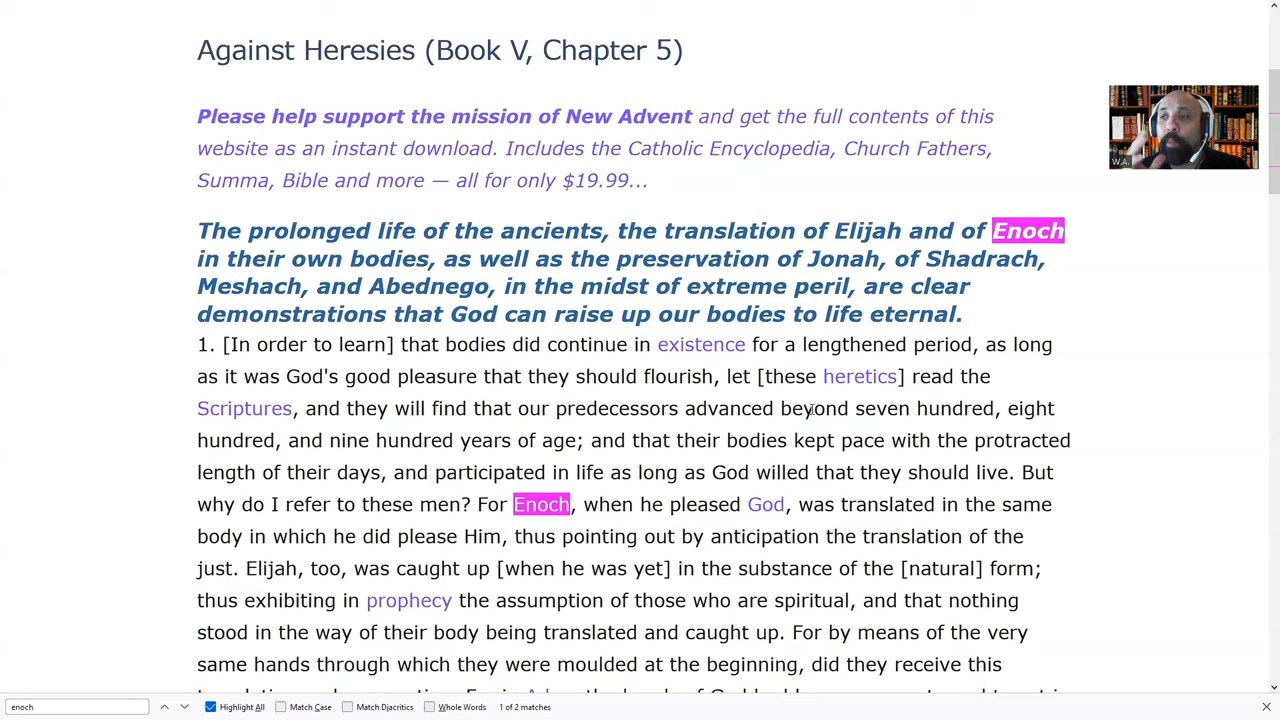 Against Heresies (Book V, Chapter 5)
Please help support the mission of New Advent and get the full contents of this
website as an instant download. Includes the Catholic Encyclopedia, Church Fathers,
Summa, Bible and more — all for only $19.99...
The prolonged life of the ancients, the translation of Elijah and of Enoch
in their own bodies, as well as the preservation of Jonah, of Shadrach,
Meshach, and Abednego, in the midst of extreme peril, are clear
demonstrations that God can raise up our bodies to life eternal.
1. [In order to learn] that bodies did continue in existence for a lengthened period, as long
as it was God's good pleasure that they should flourish, let [these heretics] read the
Scriptures, and they will find that our predecessors advanced beyond seven hundred, eight
hundred, and nine hundred years of age; and that their bodies kept pace with the protracted
length of their days, and participated in life as long as God willed that they should live. But
why do I refer to these men? For Enoch, when he pleased God, was translated in the same
body in which he did please Him, thus pointing out by anticipation the translation of the
just. Elijah, too, was caught up [when he was yet] in the substance of the [natural] form;
thus exhibiting in prophecy the assumption of those who are spiritual, and that nothing
stood in the way of their body being translated and caught up. For by means of the very
same hands through which they were moulded at the beginning, did they receive this
W.A.
enoch
Highlight All
Match Case
Match Diacritics
Whole Words
1 of 2 matches